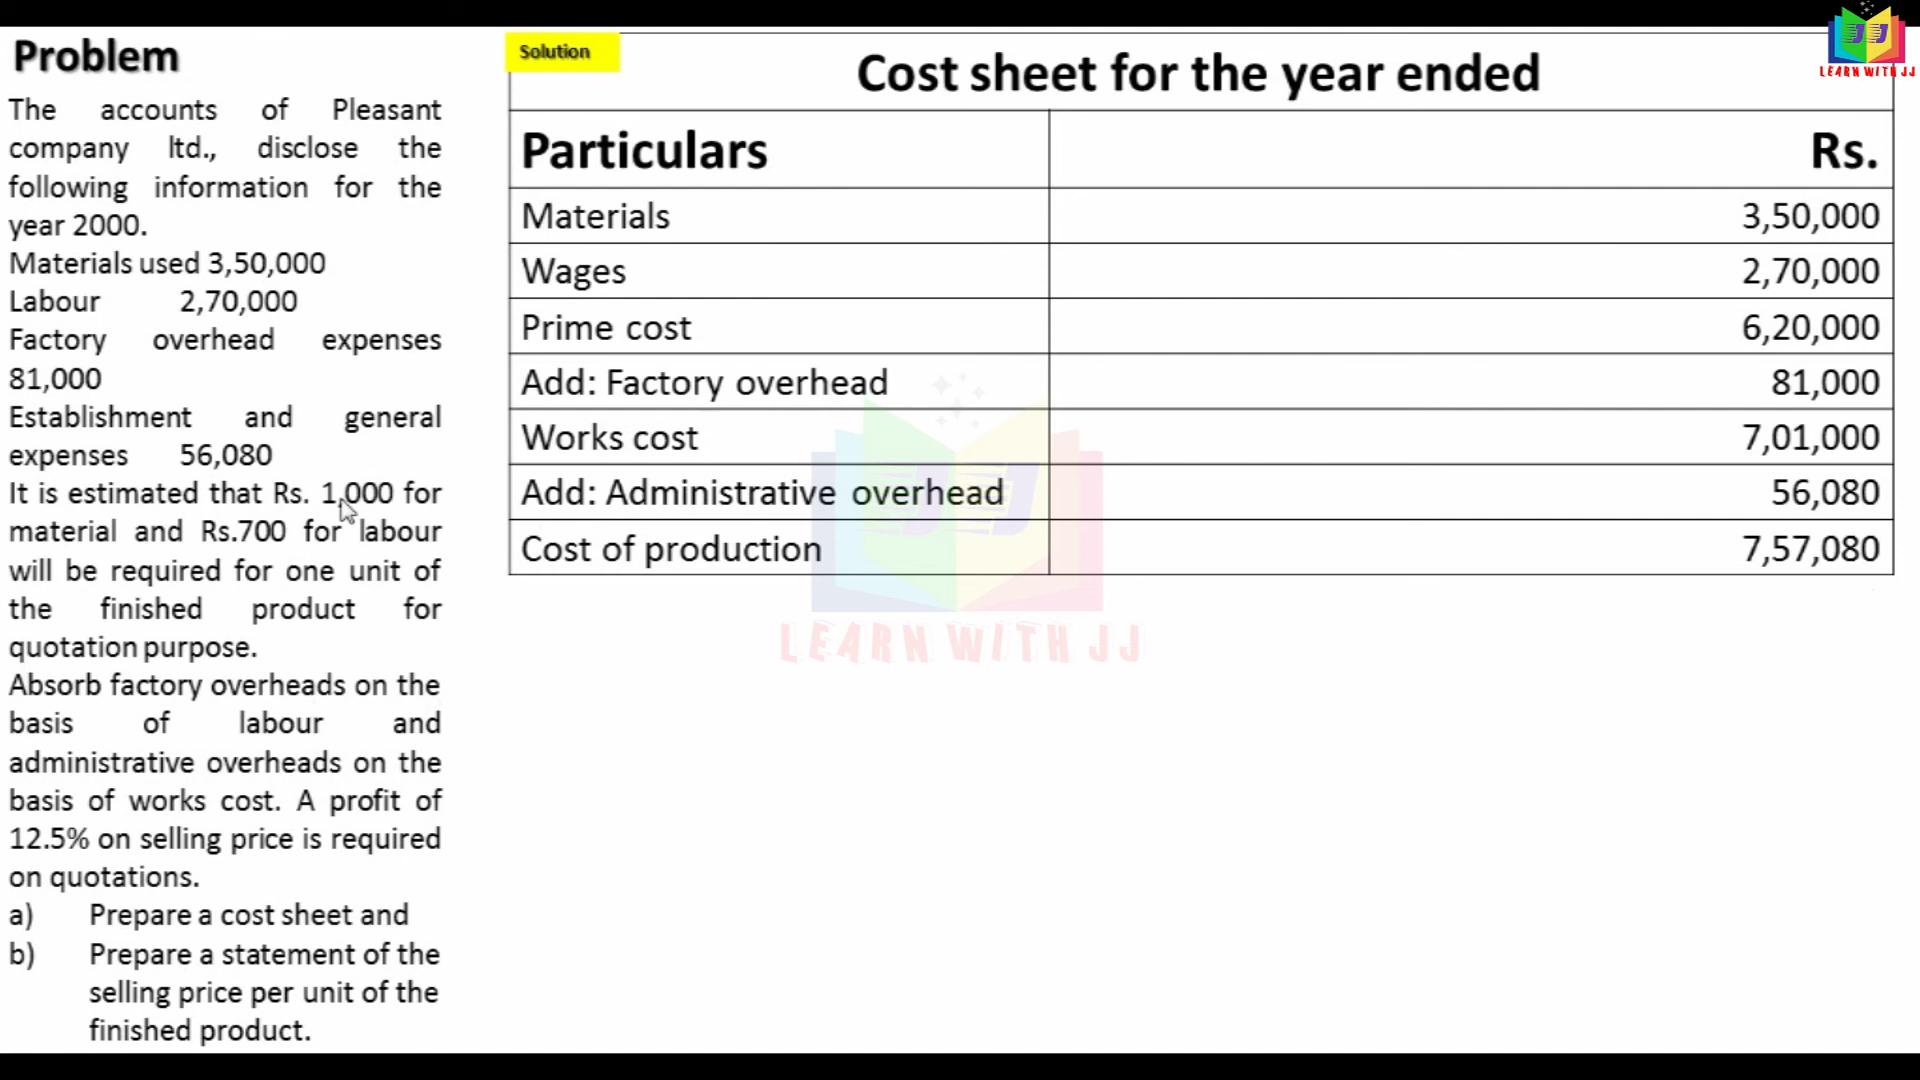 Problem
The accounts of Pleasant
company ltd., disclose the
following information for the
year 2000.
Materials used 3,50,000
Labour 2,70,000
Factory overhead expenses
81,000
Establishment and general
expenses 56,080
It is estimated that Rs. 1,000 for
material and Rs.700 for labour
will be required for one unit of
the finished product for
quotation purpose.
Absorb factory overheads on the
basis of labour and
administrative overheads on the
basis of works cost. A profit of
12.5% on selling price is required
on quotations.
a) Prepare a cost sheet and
b) Prepare a statement of the
selling price per unit of the
finished product.
Solution
Cost sheet for the year ended
Particulars Rs.
Materials 3,50,000
Wages 2,70,000
Prime cost 6,20,000
Add: Factory overhead 81,000
Works cost 7,01,000
Add: Administrative overhead 56,080
Cost of production 7,57,080
JJ
LEARN WITH JJ
JJ
LEARN WITH JJ